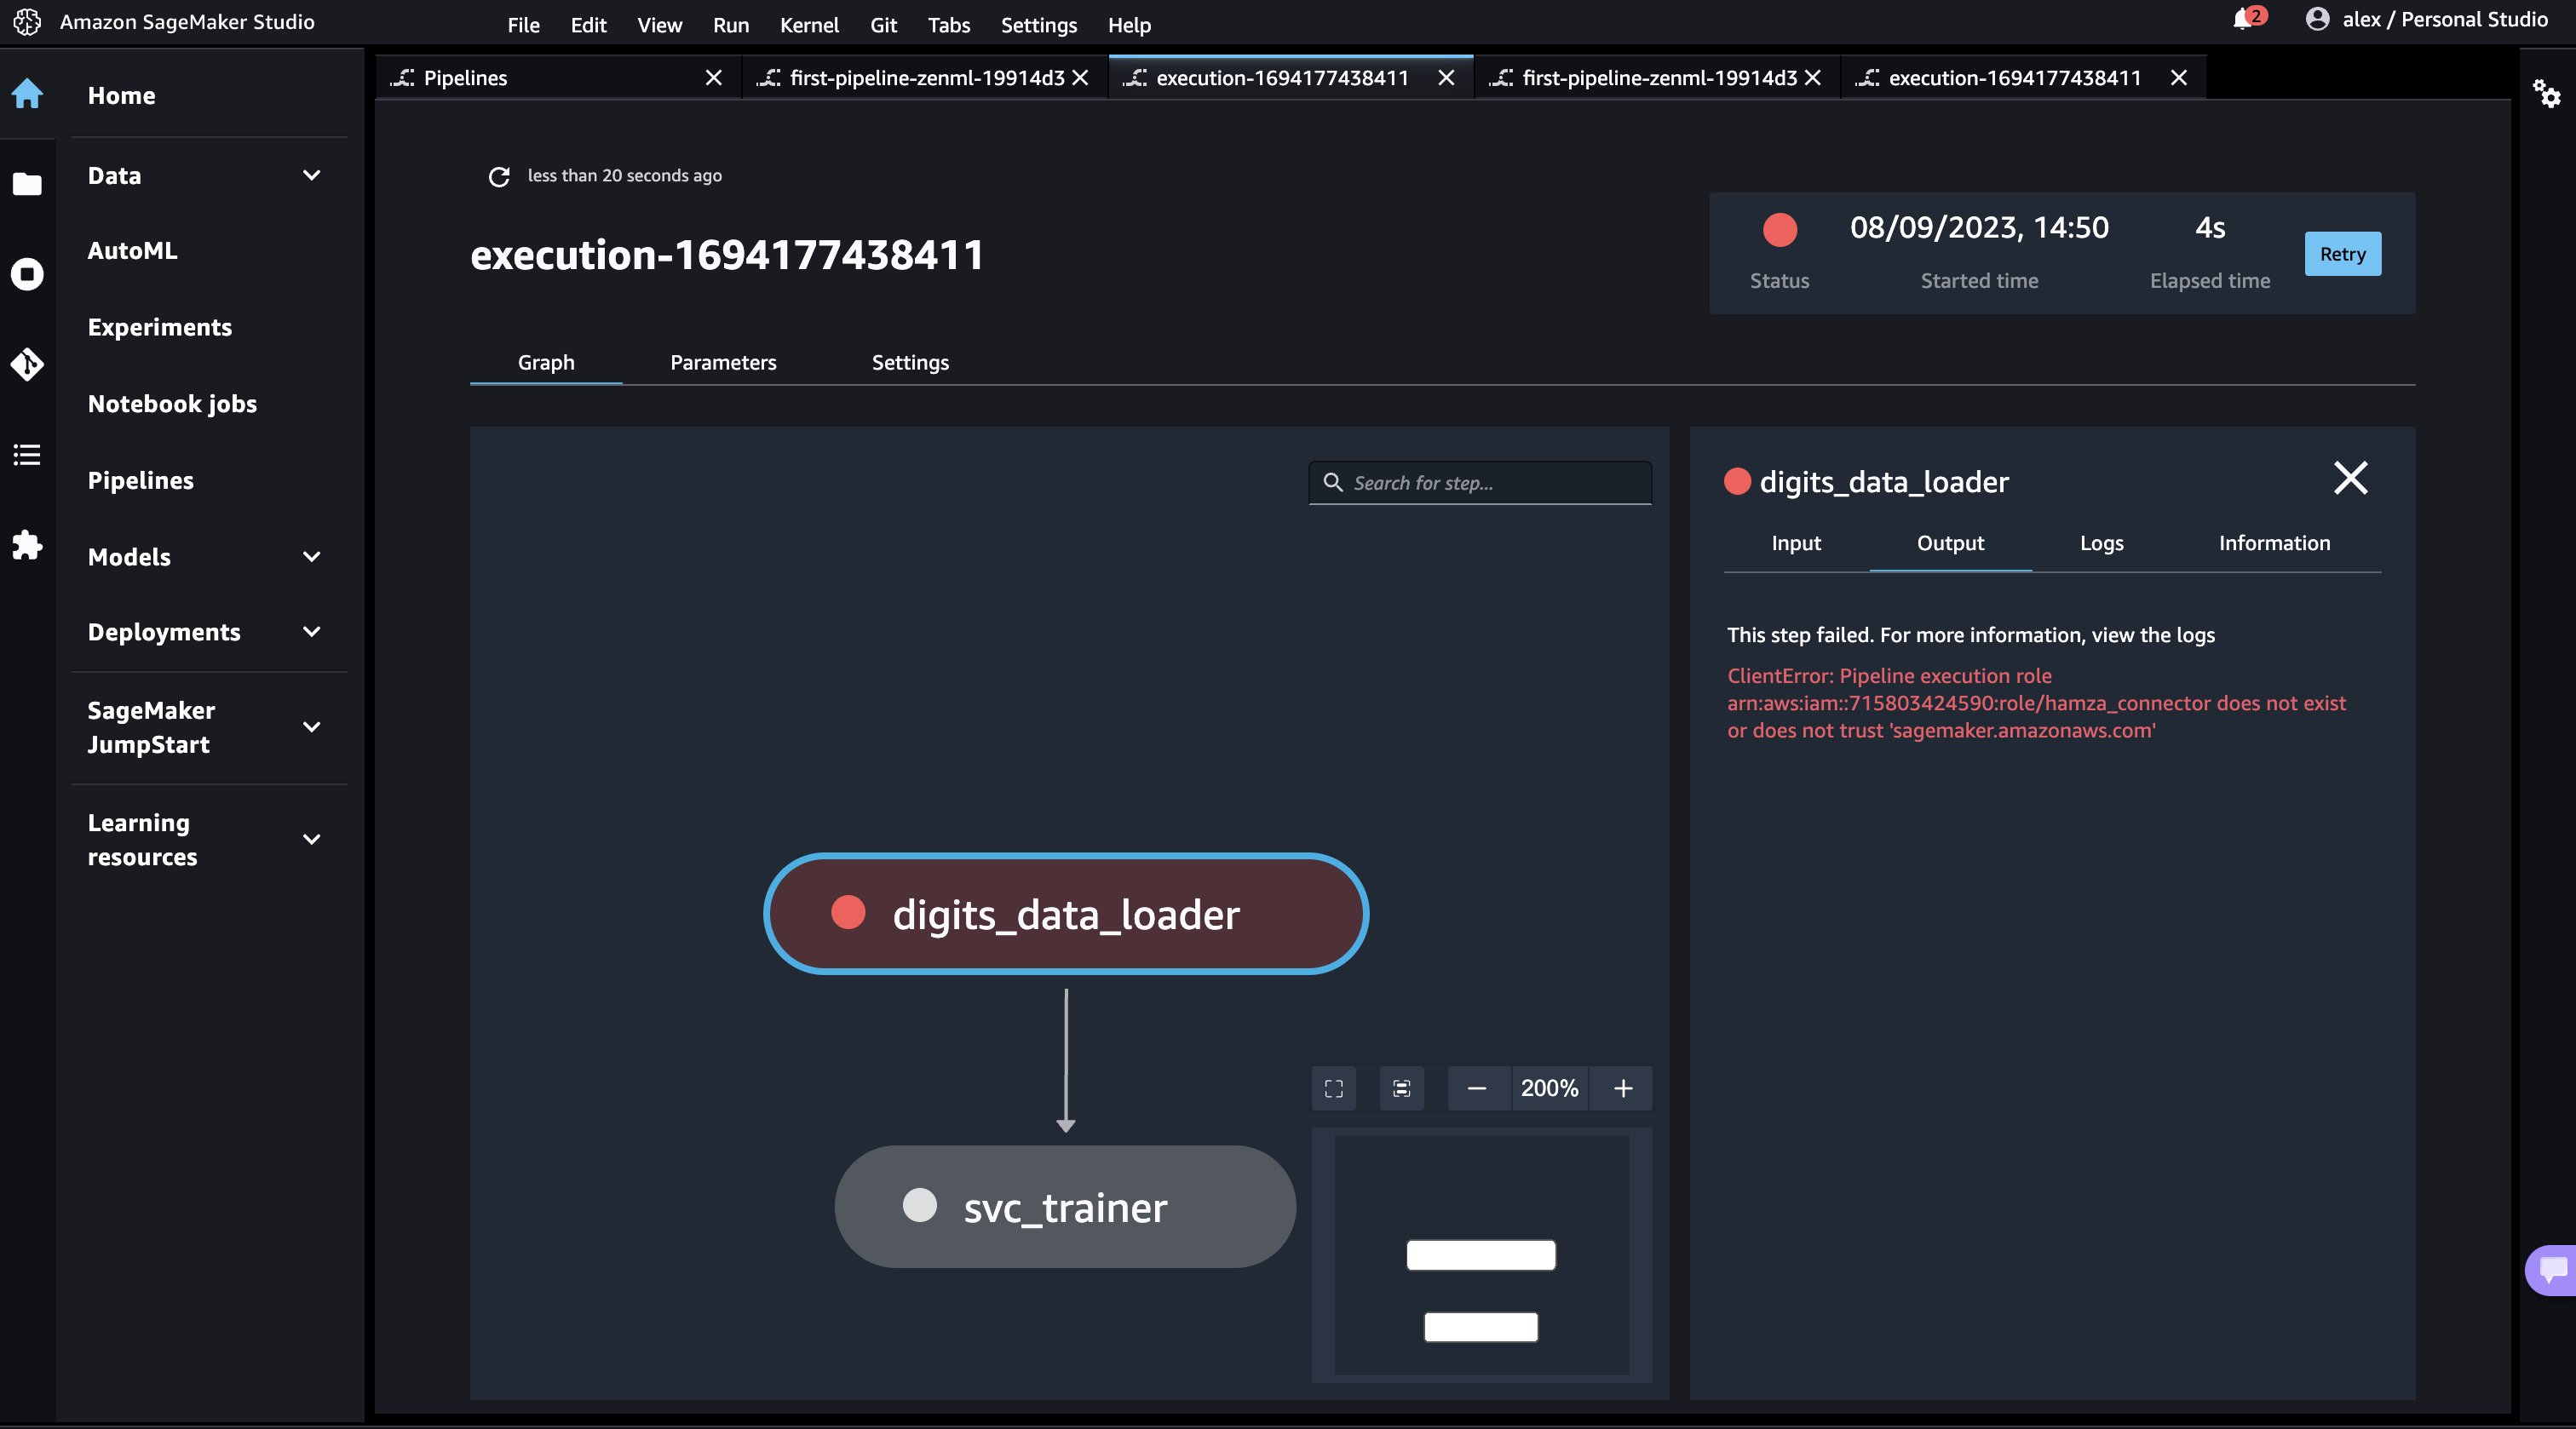 Amazon SageMaker Studio
File Edit View Run Kernel Git Tabs Settings Help
2
alex / Personal Studio
Home
Data
AutoML
Experiments
Notebook jobs
Pipelines
Models
Deployments
SageMaker
JumpStart
Learning
resources
Pipelines
first-pipeline-zenml-19914d3
execution-1694177438411
first-pipeline-zenml-19914d3
execution-1694177438411
less than 20 seconds ago
execution-1694177438411
08/09/2023, 14:50 4s
Status Started time Elapsed time
Retry
Graph Parameters Settings
Search for step...
digits_data_loader
svc_trainer
200%
digits_data_loader
Input Output Logs Information
This step failed. For more information, view the logs
ClientError: Pipeline execution role
arn:aws:iam::715803424590:role/hamza_connector does not exist
or does not trust 'sagemaker.amazonaws.com'